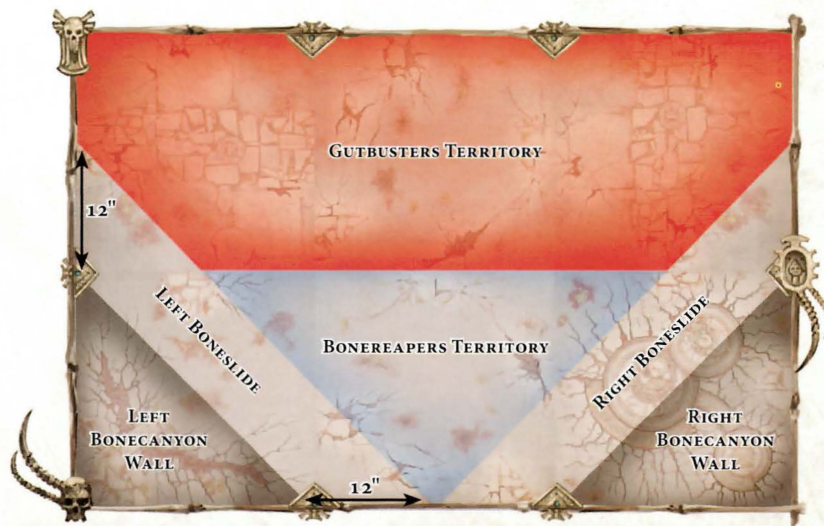 GUTBUSTERS TERRITORY
12"
LEFT BONESLIDE
BONEREAPERS TERRITORY
RIGHT BONESLIDE
LEFT
BONECANYON
WALL
RIGHT
BONECANYON
WALL
12"